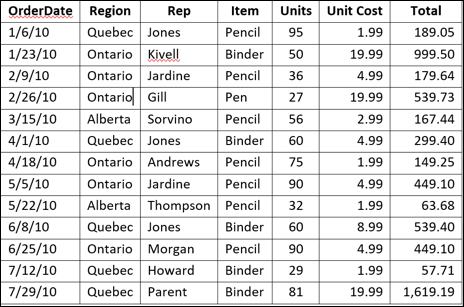 OrderDate Region Rep Item Units Unit Cost Total
1/6/10 Quebec Jones Pencil 95 1.99 189.05
1/23/10 Ontario Kivell Binder 50 19.99 999.50
2/9/10 Ontario Jardine Pencil 36 4.99 179.64
2/26/10 Ontario Gill Pen 27 19.99 539.73
3/15/10 Alberta Sorvino Pencil 56 2.99 167.44
4/1/10 Quebec Jones Binder 60 4.99 299.40
4/18/10 Ontario Andrews Pencil 75 1.99 149.25
5/5/10 Ontario Jardine Pencil 90 4.99 449.10
5/22/10 Alberta Thompson Pencil 32 1.99 63.68
6/8/10 Quebec Jones Binder 60 8.99 539.40
6/25/10 Ontario Morgan Pencil 90 4.99 449.10
7/12/10 Quebec Howard Binder 29 1.99 57.71
7/29/10 Quebec Parent Binder 81 19.99 1,619.19